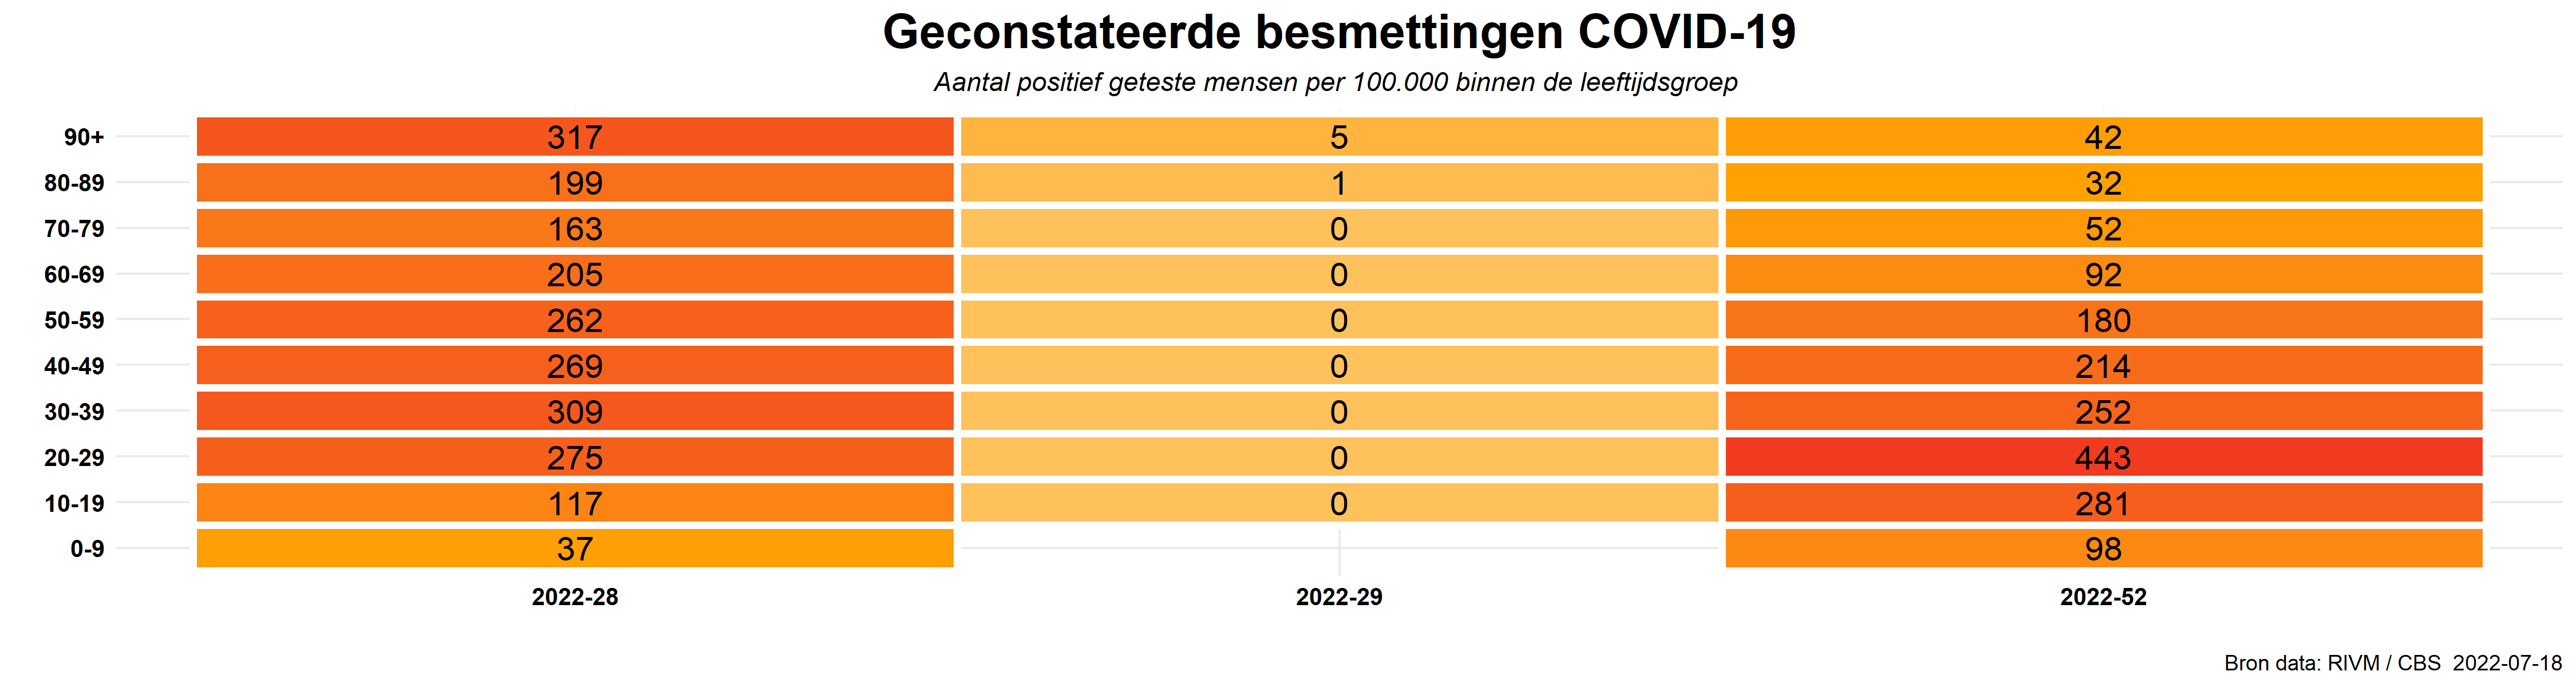 Geconstateerde besmettingen COVID-19
Aantal positief geteste mensen per 100.000 binnen de leeftijdsgroep
90+ 317 5 42
80-89 199 1 32
70-79 163 0 52
60-69 205 0 92
50-59 262 0 180
40-49 269 0 214
30-39 309 0 252
20-29 275 0 443
10-19 117 0 281
0-9 37 98
2022-28 2022-29 2022-52
Bron data: RIVM / CBS 2022-07-18